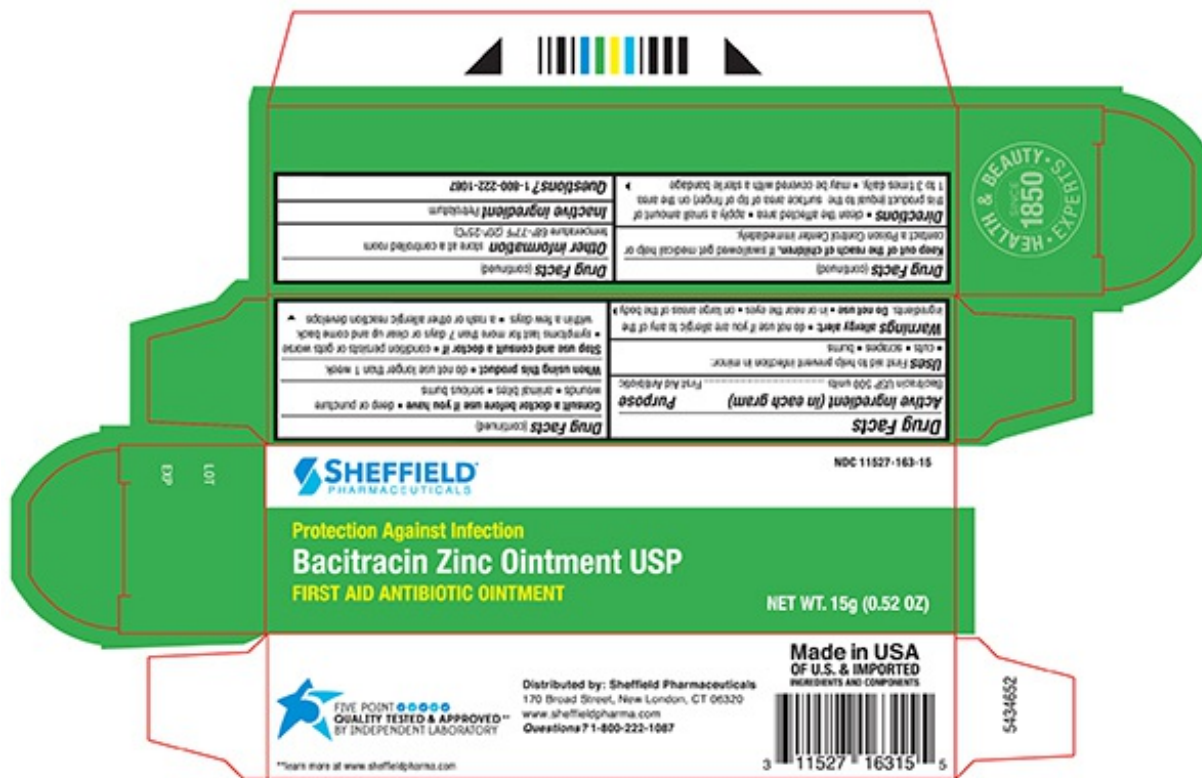 HEALTH & BEAUTY • EXPERTS
SINCE
1850
Drug Facts (continued)
Keep out of the reach of children. If swallowed get medical help or
contact a Poison Control Center immediately.
Directions • clean the affected area • apply a small amount of
this product (equal to the surface area of tip of finger) on the area
1 to 3 times daily. • may be covered with a sterile bandage
Drug Facts (continued)
Other information store at a controlled room
temperature 68º-77ºF (20º-25ºC)
Inactive ingredient Petrolatum
Questions? 1-800-222-1087
Drug Facts
Active ingredient (in each gram) Purpose
Bacitracin USP 500 units First Aid Antibiotic
Uses First aid to help prevent infection in minor:
• cuts • scrapes • burns
Warnings allergy alert: • do not use if you are allergic to any of the
ingredients. Do not use • in or near the eyes • on large areas of the body
Drug Facts (continued)
Consult a doctor before use if you have • deep or puncture
wounds • animal bites • serious burns
When using this product • do not use longer than 1 week
Stop use and consult a doctor if • condition persists or gets worse
• symptoms last for more than 7 days or clear up and come back
within a few days • a rash or other allergic reaction develops
LOT
EXP
SHEFFIELD
PHARMACEUTICALS
NDC 11527-163-15
Protection Against Infection
Bacitracin Zinc Ointment USP
FIRST AID ANTIBIOTIC OINTMENT
NET WT. 15g (0.52 OZ)
FIVE POINT
QUALITY TESTED & APPROVED**
BY INDEPENDENT LABORATORY
**learn more at www.sheffieldpharma.com
Distributed by: Sheffield Pharmaceuticals
170 Broad Street, New London, CT 06320
www.sheffieldpharma.com
Questions? 1-800-222-1087
Made in USA
OF U.S. & IMPORTED
INGREDIENTS AND COMPONENTS
3 11527 16315 5
5434652